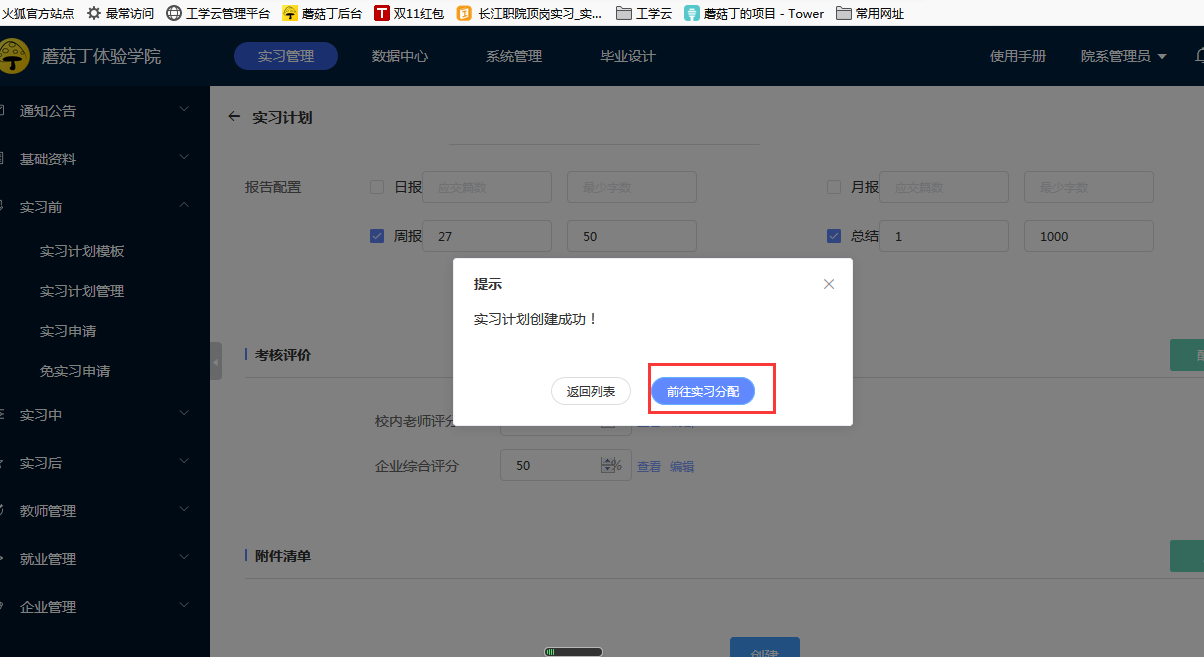 火狐官方站点 最常访问 工学云管理平台 蘑菇丁后台 双11红包 长江职院顶岗实习_实... 工学云 蘑菇丁的项目 - Tower 常用网址
蘑菇丁体验学院 实习管理 数据中心 系统管理 毕业设计 使用手册 院系管理员
通知公告
基础资料
实习前
实习计划模板
实习计划管理
实习申请
免实习申请
实习中
实习后
教师管理
就业管理
企业管理
实习计划
报告配置 日报 应交篇数 最少字数 月报 应交篇数 最少字数
周报 27 50 总结 1 1000
提示
实习计划创建成功！
返回列表 前往实习分配
考核评价
校内老师评分
企业综合评分 50 % 查看 编辑
附件清单
创建